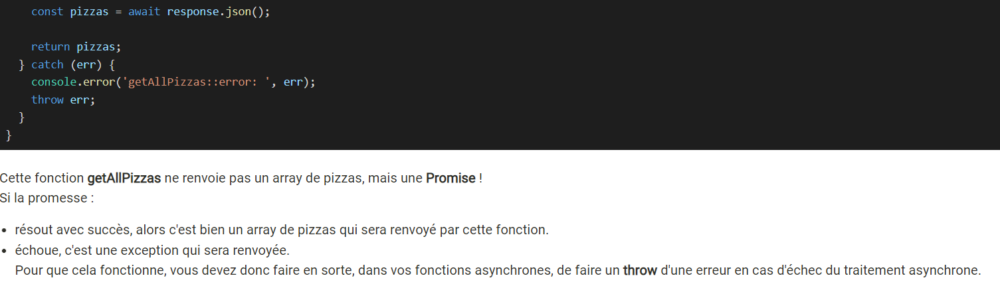 const pizzas = await response.json();
return pizzas;
} catch (err) {
console.error('getAllPizzas::error: ', err);
throw err;
}
}
Cette fonction getAllPizzas ne renvoie pas un array de pizzas, mais une Promise !
Si la promesse :
• résout avec succès, alors c'est bien un array de pizzas qui sera renvoyé par cette fonction.
• échoue, c'est une exception qui sera renvoyée.
Pour que cela fonctionne, vous devez donc faire en sorte, dans vos fonctions asynchrones, de faire un throw d'une erreur en cas d'échec du traitement asynchrone.